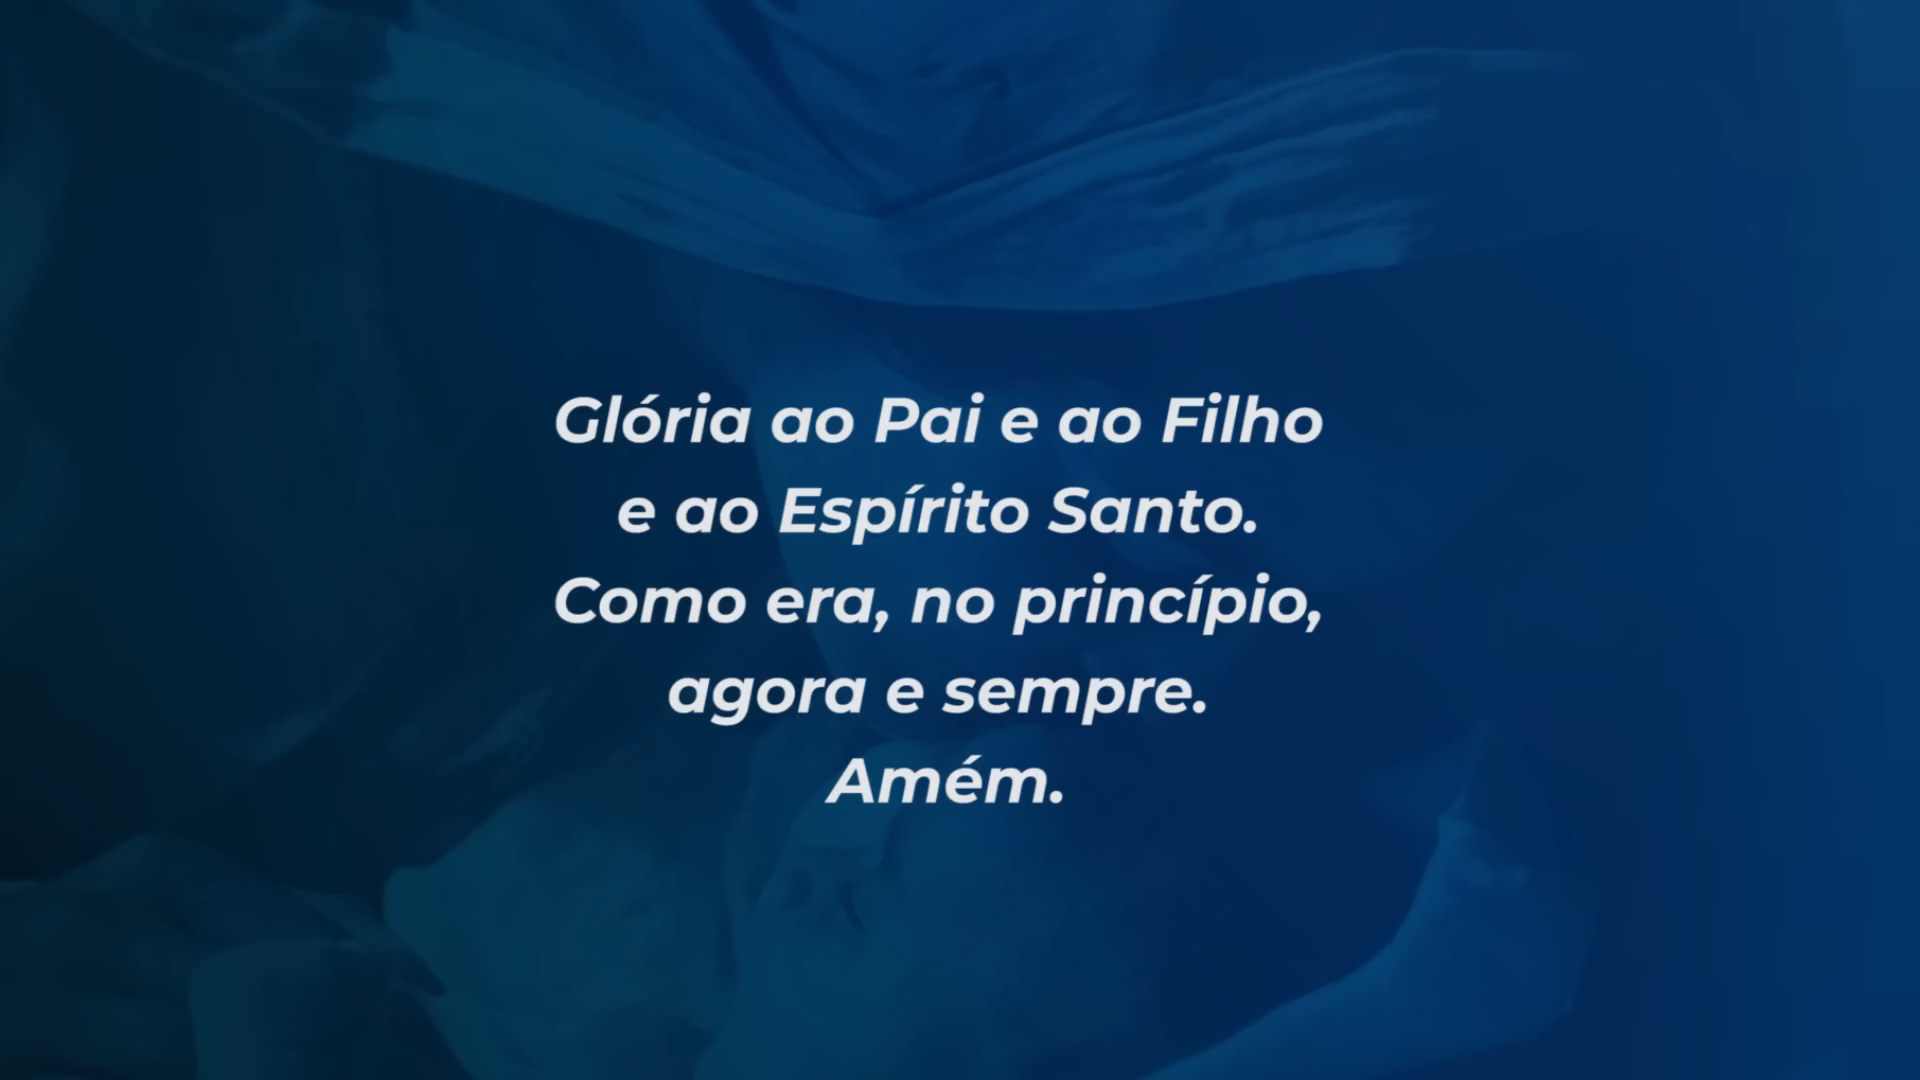 Glória ao Pai e ao Filho
e ao Espírito Santo.
Como era, no princípio,
agora e sempre.
Amém.